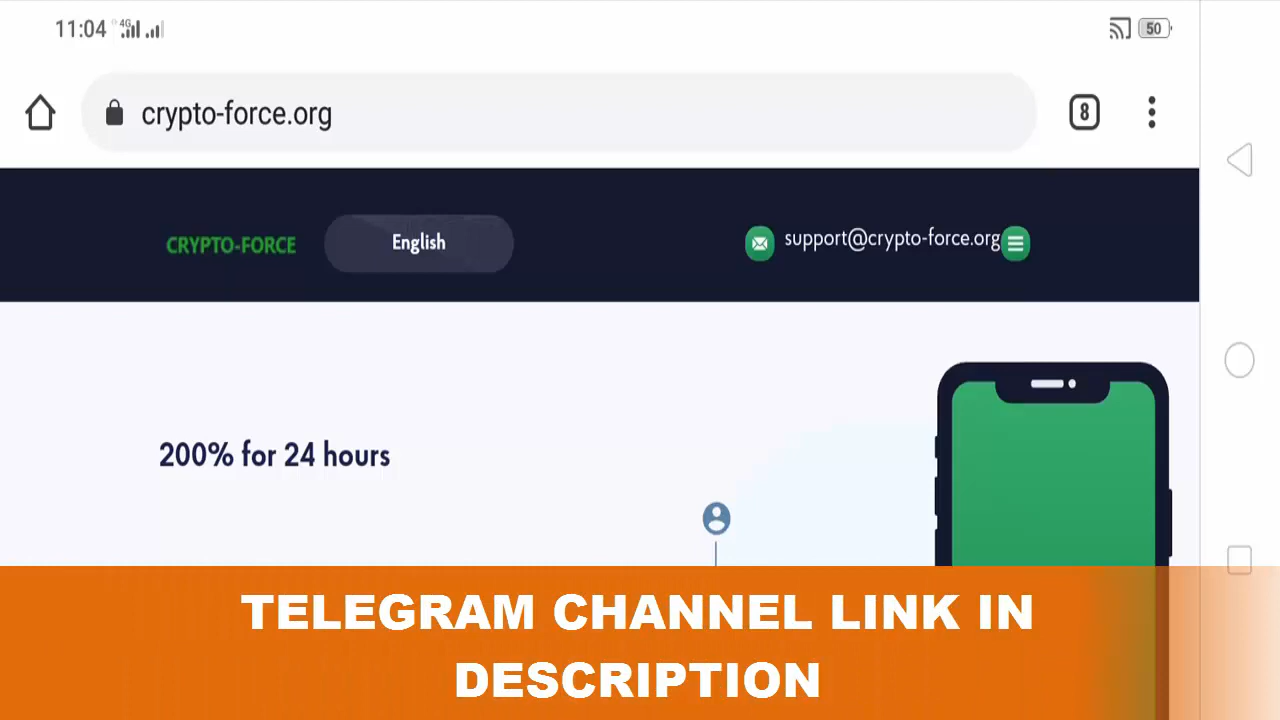 11:04 4G 50
crypto-force.org 8
CRYPTO-FORCE English support@crypto-force.org
200% for 24 hours
TELEGRAM CHANNEL LINK IN
DESCRIPTION